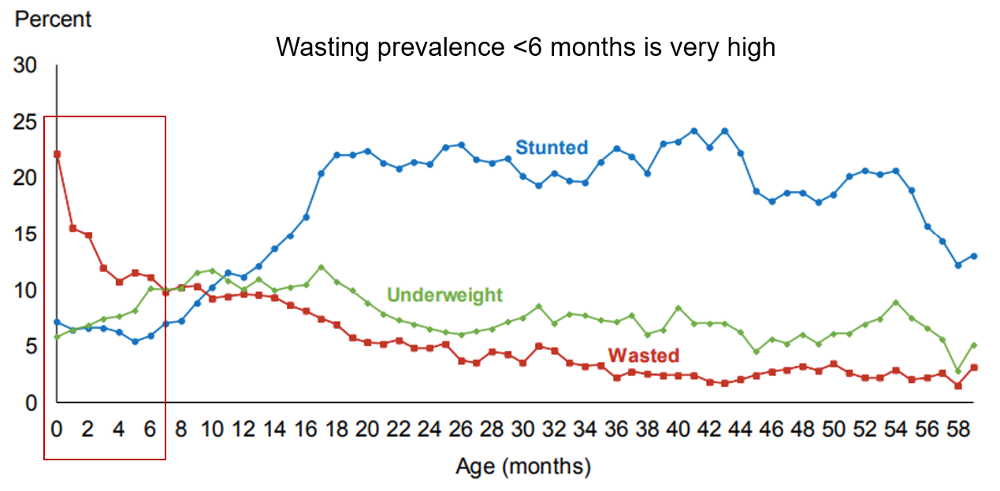 Percent
Wasting prevalence <6 months is very high
30
25
20
15
10
5
0
Stunted
Underweight
Wasted
0 2 4 6 8 10 12 14 16 18 20 22 24 26 28 30 32 34 36 38 40 42 44 46 48 50 52 54 56 58
Age (months)